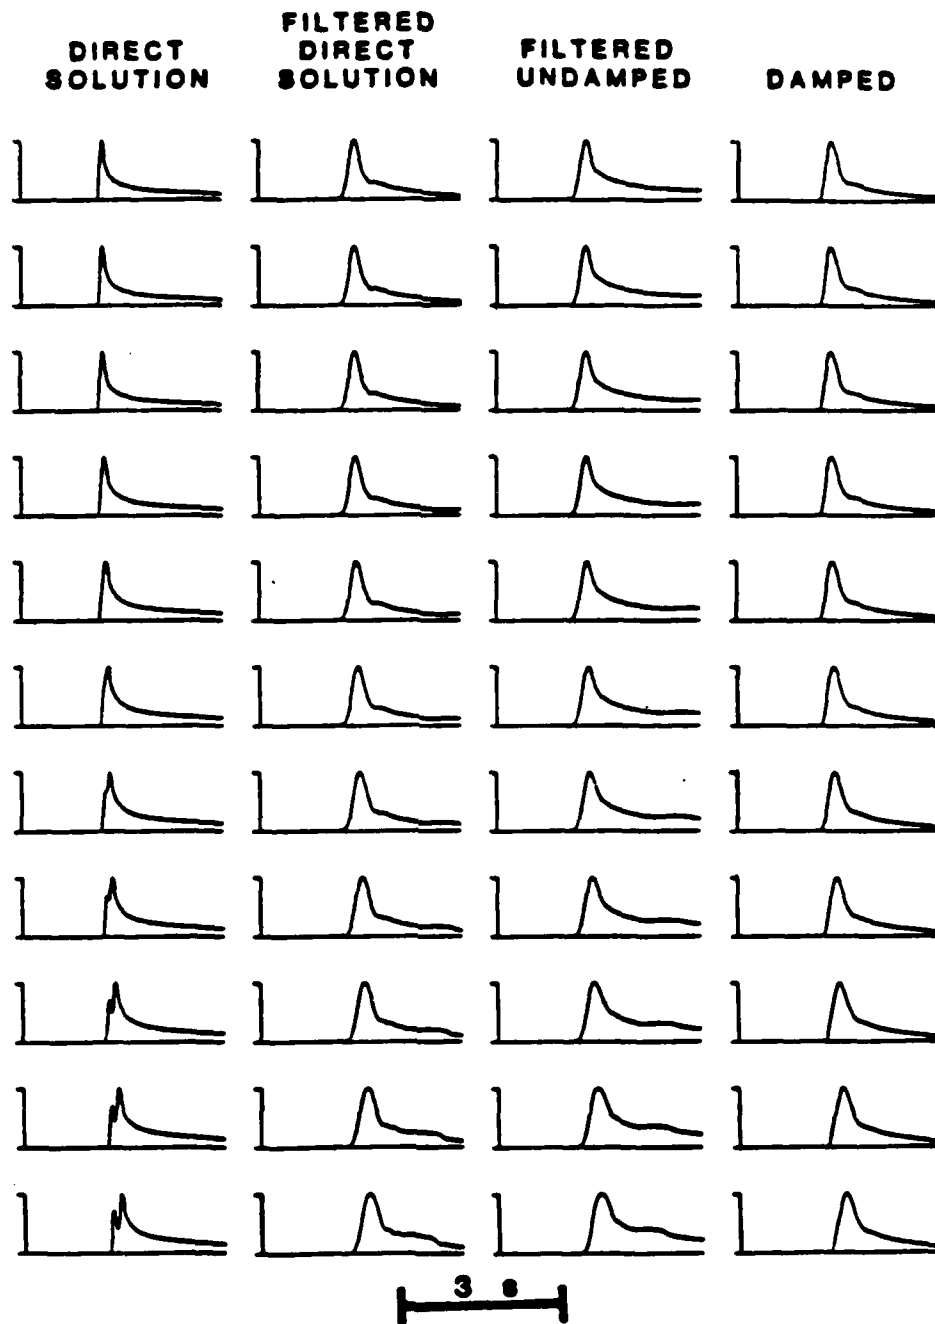 DIRECT
SOLUTION
FILTERED
DIRECT
SOLUTION
FILTERED
UNDAMPED
DAMPED
3 s